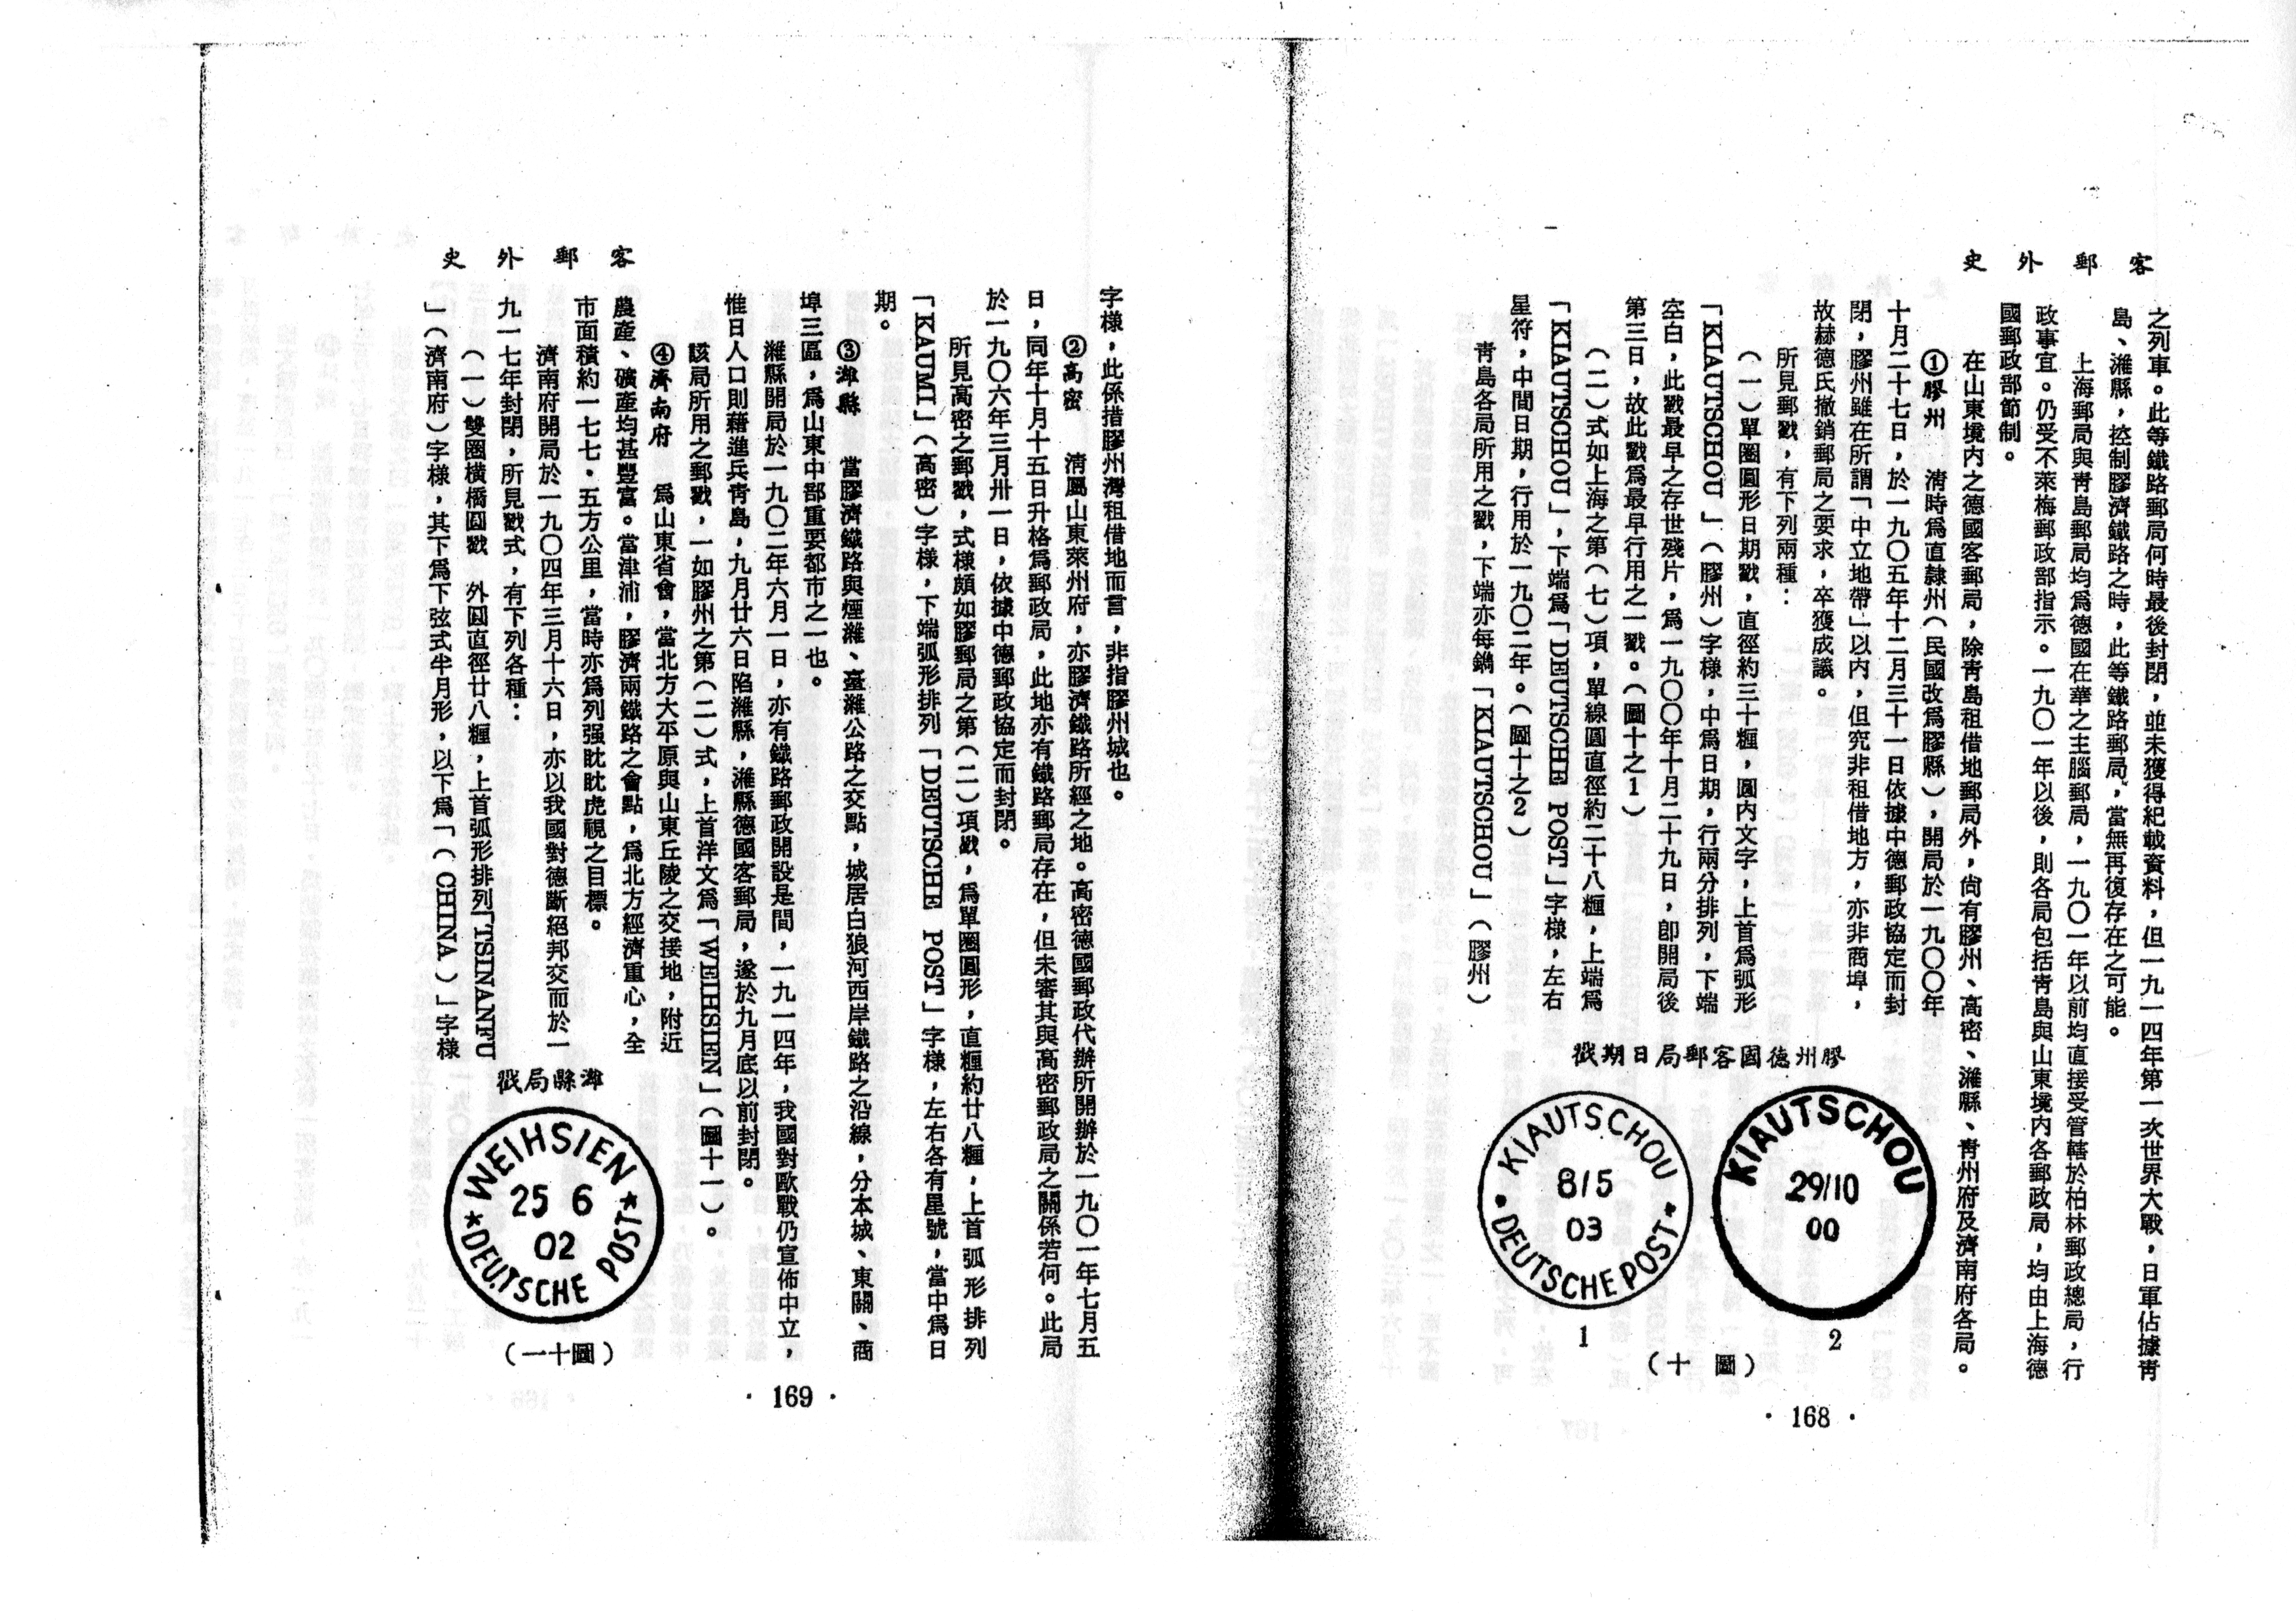 客郵外史
之列車。此等鐵路郵局何時最後封閉，並未獲得紀載資料，但一九一四年第一次世界大戰，日軍佔據靑
島、濰縣，控制膠濟鐵路之時，此等鐵路郵局，當無再復存在之可能。
上海郵局與靑島郵局均爲德國在華之主腦郵局，一九〇一年以前均直接受管轄於柏林郵政總局，行
政事宜。仍受不萊梅郵政部指示。一九〇一年以後，則各局包括靑島與山東境内各郵政局，均由上海德
國郵政部節制。
在山東境内之德國客郵局，除靑島租借地郵局外，尙有膠州、高密、濰縣、靑州府及濟南府各局。
①膠州　淸時爲直隷州（民國改爲膠縣），開局於一九〇〇年
十月二十七日，於一九〇五年十二月三十一日依據中德郵政協定而封
閉，膠州雖在所謂「中立地帶」以内，但究非租借地方，亦非商埠，
故赫德氏撤銷郵局之要求，卒獲成議。
所見郵戳，有下列兩種：
（一）單圈圓形日期戳，直徑約三十糎，圓内文字，上首爲弧形
「KIAUTSCHOU」（膠州）字樣，中爲日期，行兩分排列，下端
空白，此戳最早之存世殘片，爲一九〇〇年十月二十九日，卽開局後
第三日，故此戳爲最早行用之一戳。（圖十之1）
（二）式如上海之第（七）項，單線圓直徑約二十八糎，上端爲
「KIAUTSCHOU」，下端爲「DEUTSCHE POST」字樣，左右
星符，中間日期，行用於一九〇二年。（圖十之2）
靑島各局所用之戳，下端亦每鐫「KIAUTSCHOU」（膠州）
膠州德國客郵局日期戳
KIAUTSCHOU
8/5
03
DEUTSCHE POST
1
KIAUTSCHOU
29/10
00
2
（圖十）
· 168 ·
客郵外史
字樣，此係措膠州灣租借地而言，非指膠州城也。
②高密　淸屬山東萊州府，亦膠濟鐵路所經之地。高密德國郵政代辦所開辦於一九〇一年七月五
日，同年十月十五日升格爲郵政局，此地亦有鐵路郵局存在，但未審其與高密郵政局之關係若何。此局
於一九〇六年三月卅一日，依據中德郵政協定而封閉。
所見高密之郵戳，式樣頗如膠郵局之第（二）項戳，爲單圈圓形，直糎約廿八糎，上首弧形排列
「KAUMI」（高密）字樣，下端弧形排列「DEUTSCHE POST」字樣，左右各有星號，當中爲日
期。
③濰縣　當膠濟鐵路與煙濰、臺濰公路之交點，城居白狼河西岸鐵路之沿線，分本城、東關、商
埠三區，爲山東中部重要都市之一也。
濰縣開局於一九〇二年六月一日，亦有鐵路郵政開設是間，一九一四年，我國對歐戰仍宣佈中立，
惟日人口則藉進兵靑島，九月廿六日陷濰縣，濰縣德國客郵局，遂於九月底以前封閉。
該局所用之郵戳，一如膠州之第（二）式，上首洋文爲「WEIHSIEN」（圖十一）。
④濟南府　爲山東省會，當北方大平原與山東丘陵之交接地，附近
農產、礦產均甚豐富。當津浦，膠濟兩鐵路之會點，爲北方經濟重心，全
市面積約一七七·五方公里，當時亦爲列强眈眈虎視之目標。
濟南府開局於一九〇四年三月十六日，亦以我國對德斷絕邦交而於一
九一七年封閉，所見戳式，有下列各種：
（一）雙圈橫橋圓戳　外圓直徑廿八糎，上首弧形排列「TSINANFU
」（濟南府）字樣，其下爲下弦式半月形，以下爲「（CHINA）」字樣
濰縣局戳
WEIHSIEN
25 6
02
DEUTSCHE POST
（圖十一）
· 169 ·